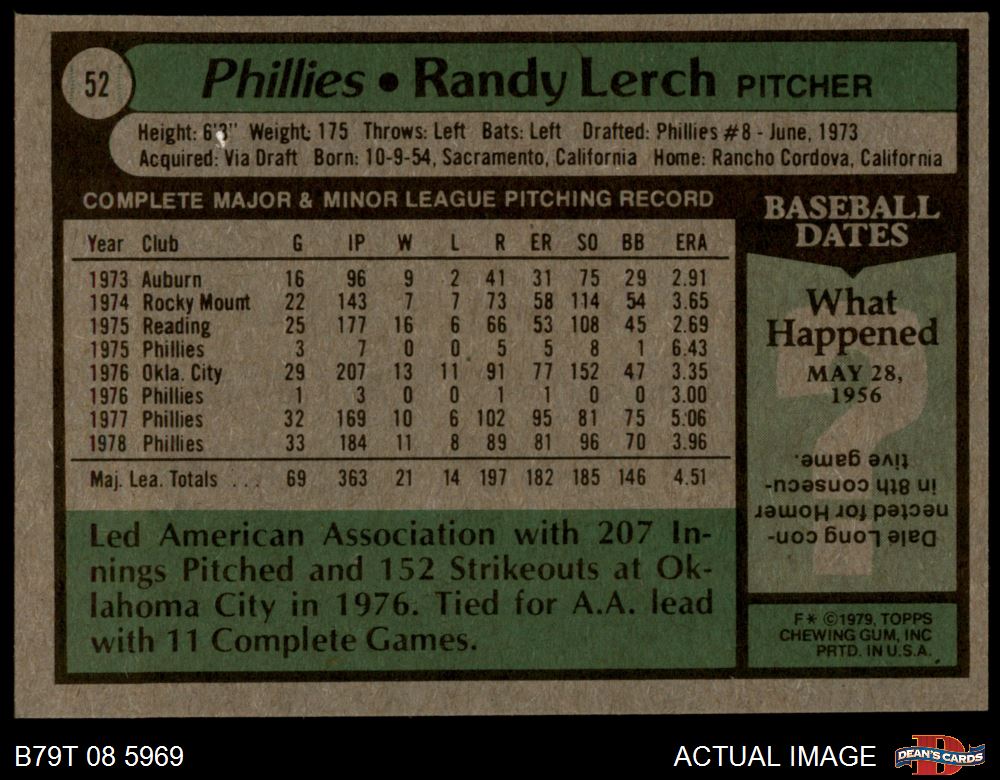 52
Phillies • Randy Lerch PITCHER
Height: 6'3" Weight: 175 Throws: Left Bats: Left Drafted: Phillies #8 - June, 1973
Acquired: Via Draft Born: 10-9-54, Sacramento, California Home: Rancho Cordova, California
COMPLETE MAJOR & MINOR LEAGUE PITCHING RECORD
Year Club G IP W L R ER SO BB ERA
1973 Auburn 16 96 9 2 41 31 75 29 2.91
1974 Rocky Mount 22 143 7 7 73 58 114 54 3.65
1975 Reading 25 177 16 6 66 53 108 45 2.69
1975 Phillies 3 7 0 0 5 5 8 1 6.43
1976 Okla. City 29 207 13 11 91 77 152 47 3.35
1976 Phillies 1 3 0 0 1 1 0 0 3.00
1977 Phillies 32 169 10 6 102 95 81 75 5.06
1978 Phillies 33 184 11 8 89 81 96 70 3.96
Maj. Lea. Totals . . . 69 363 21 14 197 182 185 146 4.51
Led American Association with 207 In-
nings Pitched and 152 Strikeouts at Ok-
lahoma City in 1976. Tied for A.A. lead
with 11 Complete Games.
BASEBALL
DATES
What
Happened
MAY 28,
1956
?
Dale Long con-
nected for Homer
in 8th consecu-
tive game.
F* ©1979, TOPPS
CHEWING GUM, INC
PRTD. IN U.S.A.
B79T 08 5969
ACTUAL IMAGE
D
DEAN'S CARDS